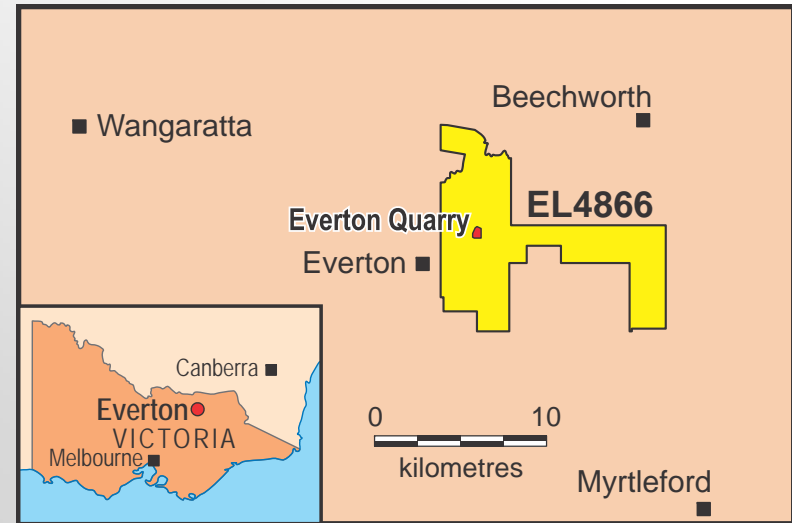 Beechworth
Wangaratta
EL4866
Everton Quarry
Everton
Canberra
Everton
VICTORIA
Melbourne
0 10
kilometres
Myrtleford